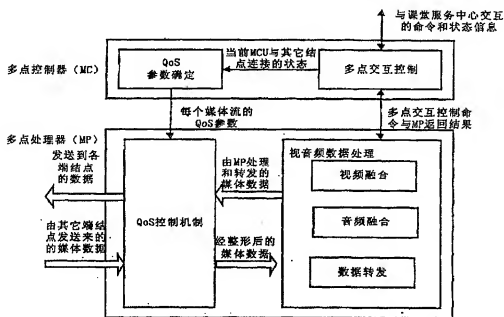 与课堂服务中心交互
的命令和状态信息
多点控制器（MC）
QoS
参数确定
当前MCU与其它结
点连接的状态
多点交互控制
每个媒体流的
QoS参数
多点交互控制命
令与MP返回结果
多点处理器（MP）
发送到各
端结点
的数据
由其它端结
点发送来的
的媒体数据
QoS控制机制
由MP处理
和转发的
媒体数据
经整形后的
媒体数据
视音频数据处理
视频融合
音频融合
数据转发